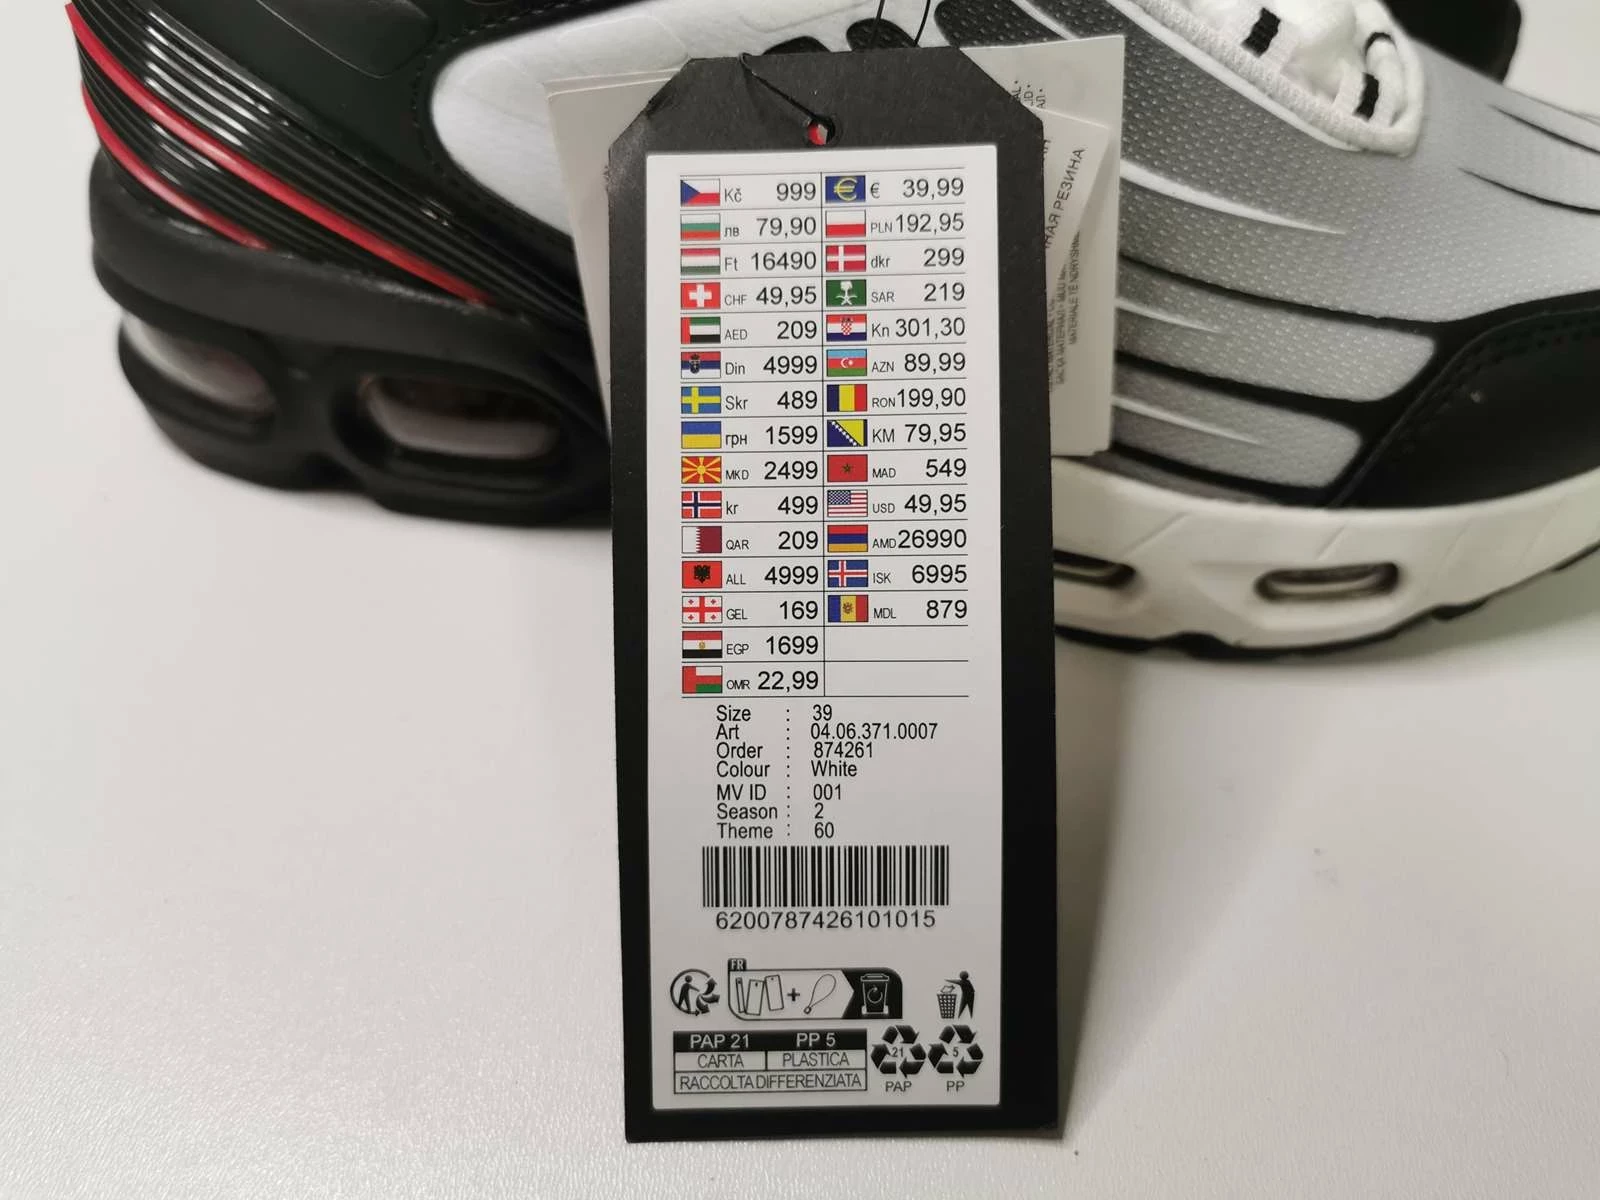 Kč 999 € 39,99
лв 79,90 PLN 192,95
Ft 16490 dkr 299
CHF 49,95 SAR 219
AED 209 Kn 301,30
Din 4999 AZN 89,99
Skr 489 RON 199,90
грн 1599 KM 79,95
MKD 2499 MAD 549
kr 499 USD 49,95
QAR 209 AMD 26990
ALL 4999 ISK 6995
GEL 169 MDL 879
EGP 1699
OMR 22,99
Size : 39
Art : 04.06.371.0007
Order : 874261
Colour : White
MV ID : 001
Season : 2
Theme : 60
6200787426101015
FR
PAP 21 PP 5
CARTA PLASTICA
RACCOLTA DIFFERENZIATA
21 5
PAP PP
РЕЗИНА